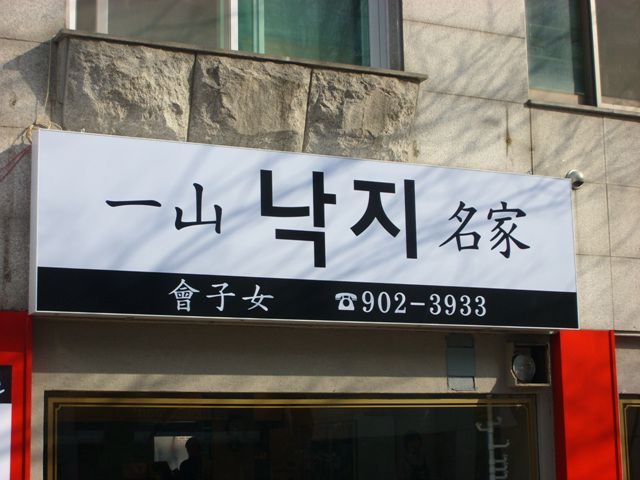 一山 낙지 名家
會子女 ☎902-3933